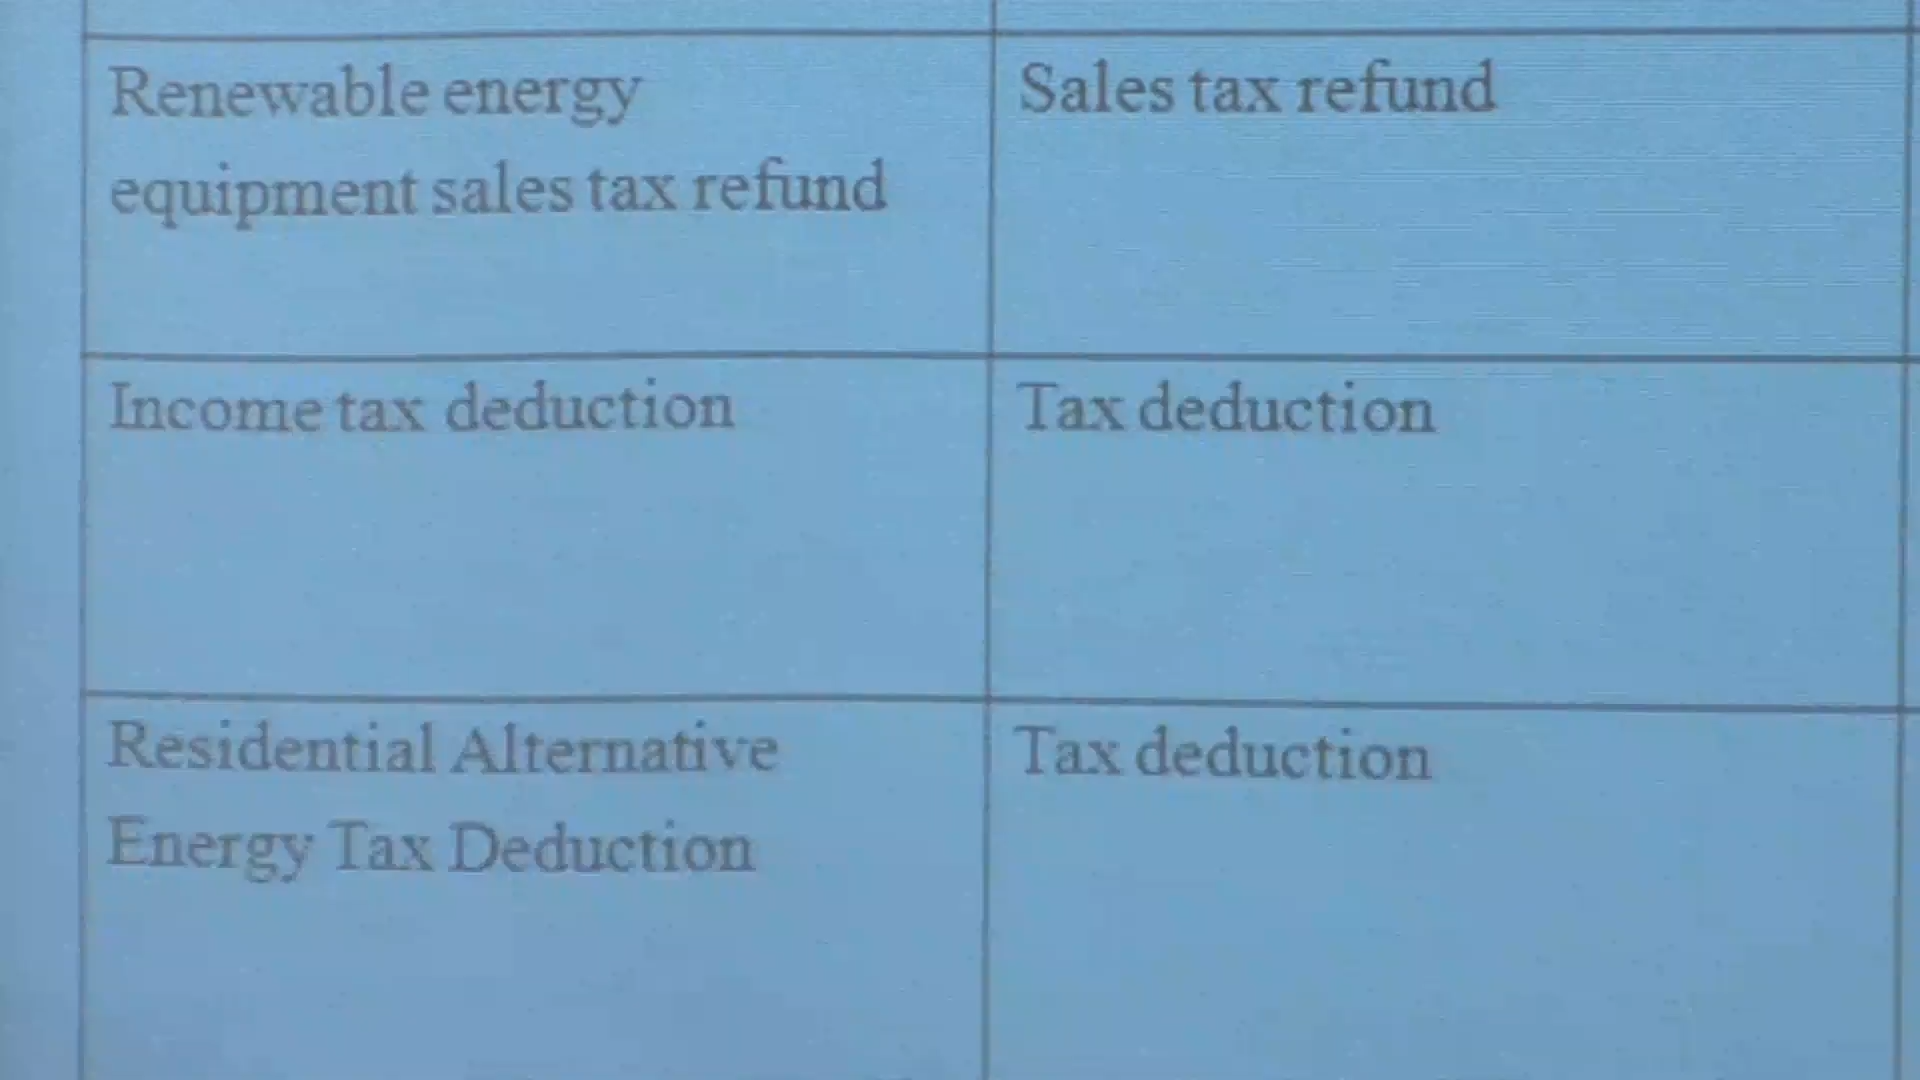 Renewable energy
equipment sales tax refund
Sales tax refund
Income tax deduction
Tax deduction
Residential Alternative
Energy Tax Deduction
Tax deduction